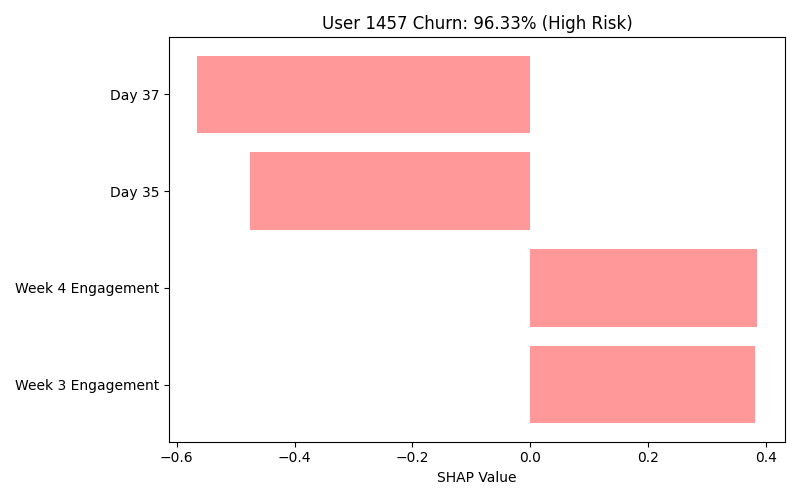 User 1457 Churn: 96.33% (High Risk)
Day 37
Day 35
Week 4 Engagement
Week 3 Engagement
−0.6 −0.4 −0.2 0.0 0.2 0.4
SHAP Value